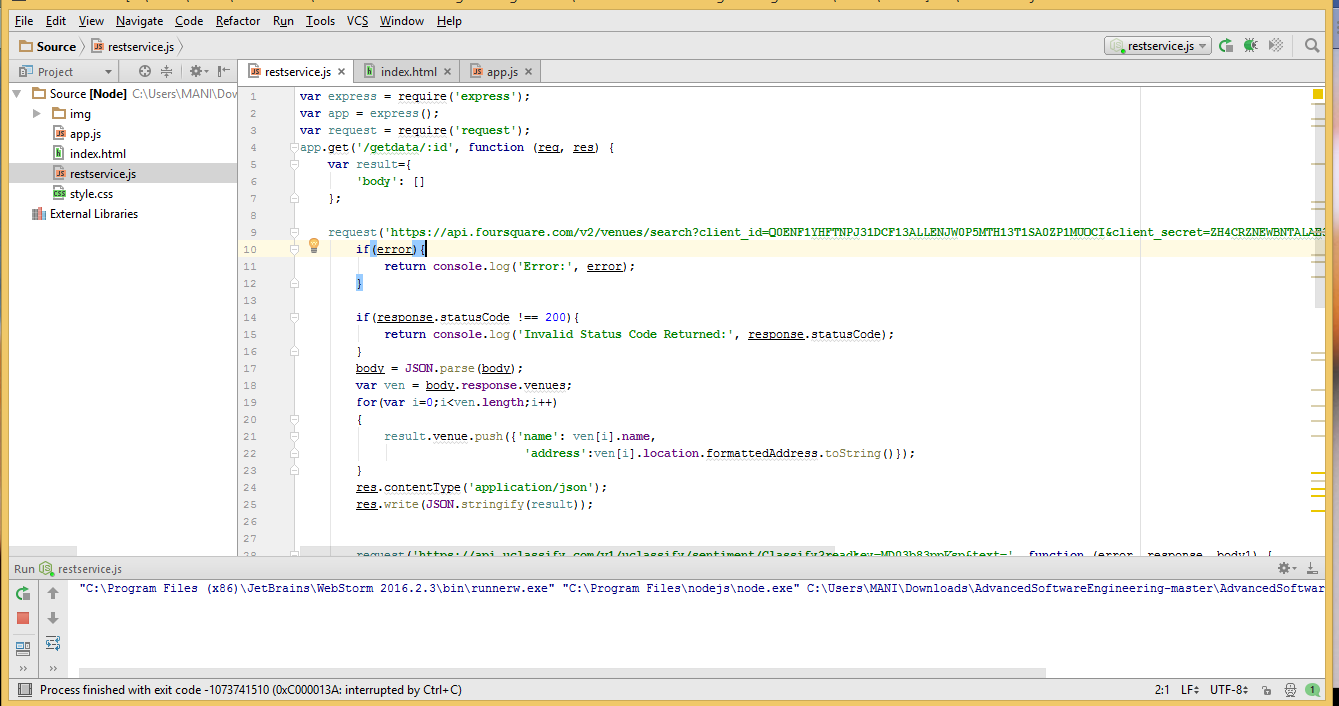 File Edit View Navigate Code Refactor Run Tools VCS Window Help
Source restservice.js restservice.js
Project restservice.js index.html app.js
Source [Node] C:\Users\MANI\Dow
img
app.js
index.html
restservice.js
style.css
External Libraries
1 var express = require('express');
2 var app = express();
3 var request = require('request');
4 app.get('/getdata/:id', function (req, res) {
5 var result={
6 'body': []
7 };
8
9 request('https://api.foursquare.com/v2/venues/search?client_id=Q0ENF1YHFTNPJ31DCF13ALLENJW0P5MTH13T1SA0ZP1MUOCI&client_secret=ZH4CRZNEWBNTALAE3
10 if(error){
11 return console.log('Error:', error);
12 }
13
14 if(response.statusCode !== 200){
15 return console.log('Invalid Status Code Returned:', response.statusCode);
16 }
17 body = JSON.parse(body);
18 var ven = body.response.venues;
19 for(var i=0;i<ven.length;i++)
20 {
21 result.venue.push({'name': ven[i].name,
22 'address':ven[i].location.formattedAddress.toString()});
23 }
24 res.contentType('application/json');
25 res.write(JSON.stringify(result));
26
27
28 request('https://api.uclassify.com/v1/uclassify/sentiment/Classify? function (error, response, body1) {
Run restservice.js
"C:\Program Files (x86)\JetBrains\WebStorm 2016.2.3\bin\runnerw.exe" "C:\Program Files\nodejs\node.exe" C:\Users\MANI\Downloads\AdvancedSoftwareEngineering-master\AdvancedSoftwar
Process finished with exit code -1073741510 (0xC000013A: interrupted by Ctrl+C) 2:1 LF UTF-8 1